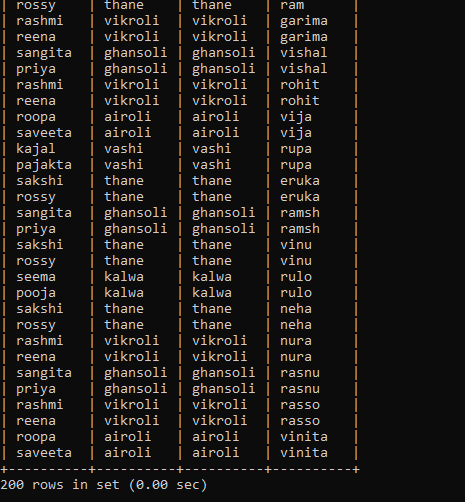 | rossy    | thane    | thane    | ram      |
| rashmi   | vikroli  | vikroli  | garima   |
| reena    | vikroli  | vikroli  | garima   |
| sangita  | ghansoli | ghansoli | vishal   |
| priya    | ghansoli | ghansoli | vishal   |
| rashmi   | vikroli  | vikroli  | rohit    |
| reena    | vikroli  | vikroli  | rohit    |
| roopa    | airoli   | airoli   | vija     |
| saveeta  | airoli   | airoli   | vija     |
| kajal    | vashi    | vashi    | rupa     |
| pajakta  | vashi    | vashi    | rupa     |
| sakshi   | thane    | thane    | eruka    |
| rossy    | thane    | thane    | eruka    |
| sangita  | ghansoli | ghansoli | ramsh    |
| priya    | ghansoli | ghansoli | ramsh    |
| sakshi   | thane    | thane    | vinu     |
| rossy    | thane    | thane    | vinu     |
| seema    | kalwa    | kalwa    | rulo     |
| pooja    | kalwa    | kalwa    | rulo     |
| sakshi   | thane    | thane    | neha     |
| rossy    | thane    | thane    | neha     |
| rashmi   | vikroli  | vikroli  | nura     |
| reena    | vikroli  | vikroli  | nura     |
| sangita  | ghansoli | ghansoli | rasnu    |
| priya    | ghansoli | ghansoli | rasnu    |
| rashmi   | vikroli  | vikroli  | rasso    |
| reena    | vikroli  | vikroli  | rasso    |
| roopa    | airoli   | airoli   | vinita   |
| saveeta  | airoli   | airoli   | vinita   |
+----------+----------+----------+----------+
200 rows in set (0.00 sec)